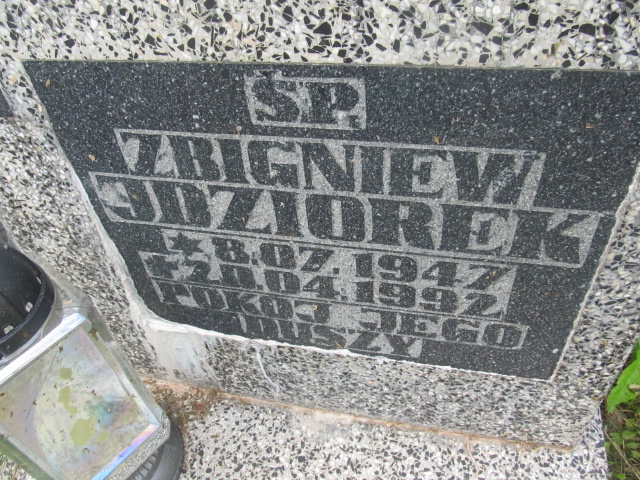 ŚP.
ZBIGNIEW
JDZIOREK
★ 8.07.1947
✝ 20.04.1992
POKÓJ JEGO
DUSZY